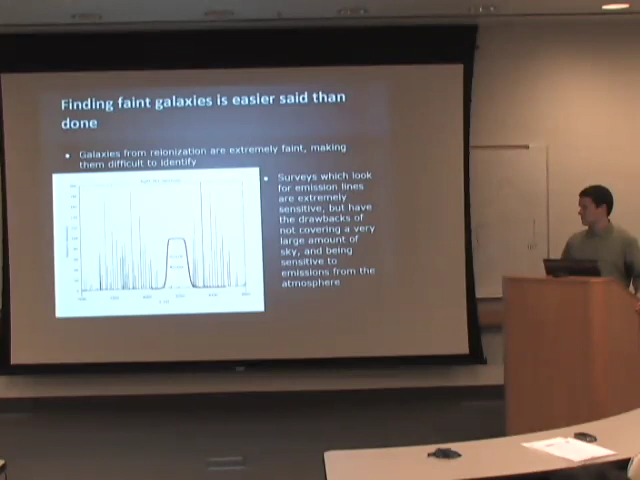 Finding faint galaxies is easier said than
done
• Galaxies from reionization are extremely faint, making
them difficult to identify
• Surveys which look
for emission lines
are extremely
sensitive, but have
the drawbacks of
not covering a very
large amount of
sky, and being
sensitive to
emissions from the
atmosphere